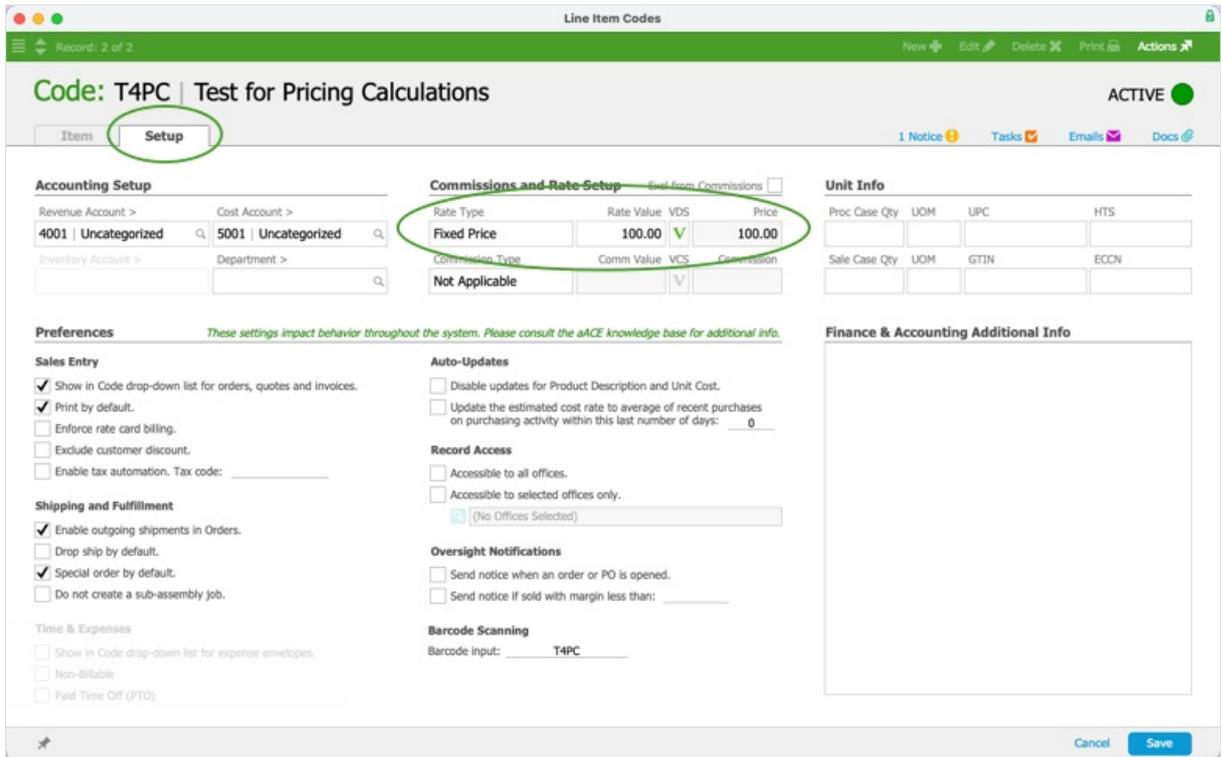 Line Item Codes
Record: 2 of 2
New Edit Delete Print Actions
Code: T4PC | Test for Pricing Calculations
ACTIVE
Item Setup
1 Notice Tasks Emails Docs
Accounting Setup
Revenue Account > Cost Account >
4001 | Uncategorized 5001 | Uncategorized
Inventory Account > Department >
Commissions and Rate Setup Excl from Commissions
Rate Type Rate Value VDS Price
Fixed Price 100.00 V 100.00
Commission Type Comm Value VCS Commission
Not Applicable V
Unit Info
Proc Case Qty UOM UPC HTS
Sale Case Qty UOM GTIN ECCN
Preferences These settings impact behavior throughout the system. Please consult the aACE knowledge base for additional info.
Sales Entry
Show in Code drop-down list for orders, quotes and invoices.
Print by default.
Enforce rate card billing.
Exclude customer discount.
Enable tax automation. Tax code:
Shipping and Fulfillment
Enable outgoing shipments in Orders.
Drop ship by default.
Special order by default.
Do not create a sub-assembly job.
Time & Expenses
Show in Code drop-down list for expense envelopes.
Non-Billable
Paid Time Off (PTO)
Auto-Updates
Disable updates for Product Description and Unit Cost.
Update the estimated cost rate to average of recent purchases
on purchasing activity within this last number of days: 0
Record Access
Accessible to all offices.
Accessible to selected offices only.
(No Offices Selected)
Oversight Notifications
Send notice when an order or PO is opened.
Send notice if sold with margin less than:
Barcode Scanning
Barcode input: T4PC
Finance & Accounting Additional Info
Cancel Save